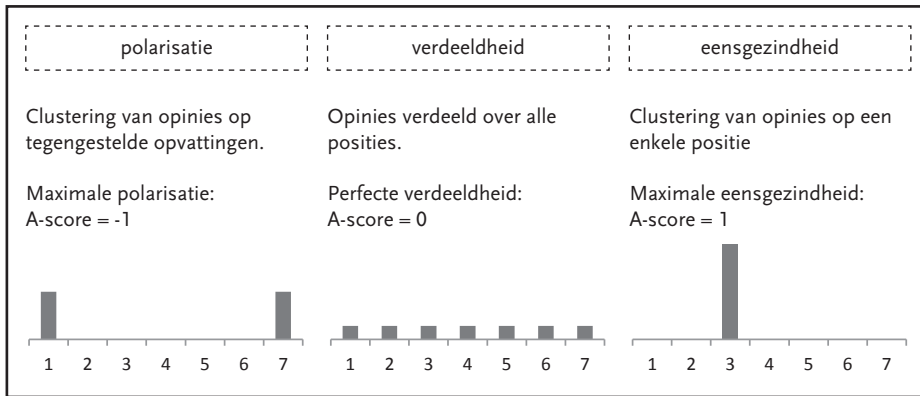 polarisatie
Clustering van opinies op
tegengestelde opvattingen.
Maximale polarisatie:
A-score = -1
1 2 3 4 5 6 7
verdeeldheid
Opinies verdeeld over alle
posities.
Perfecte verdeeldheid:
A-score = 0
1 2 3 4 5 6 7
eensgezindheid
Clustering van opinies op een
enkele positie
Maximale eensgezindheid:
A-score = 1
1 2 3 4 5 6 7